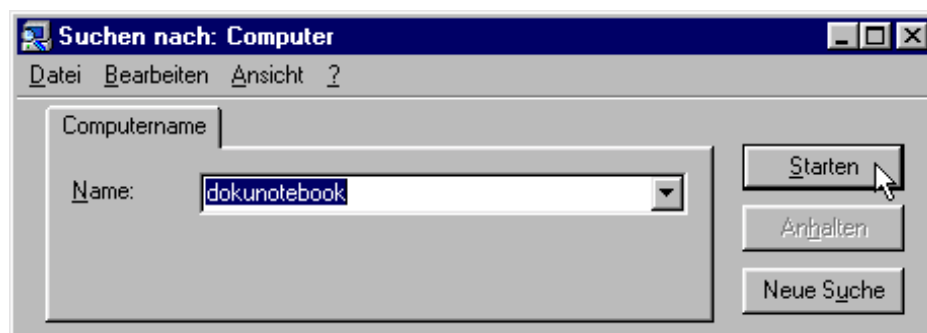 Suchen nach: Computer
Datei Bearbeiten Ansicht ?
Computername
Name: dokunotebook
Starten
Anhalten
Neue Suche